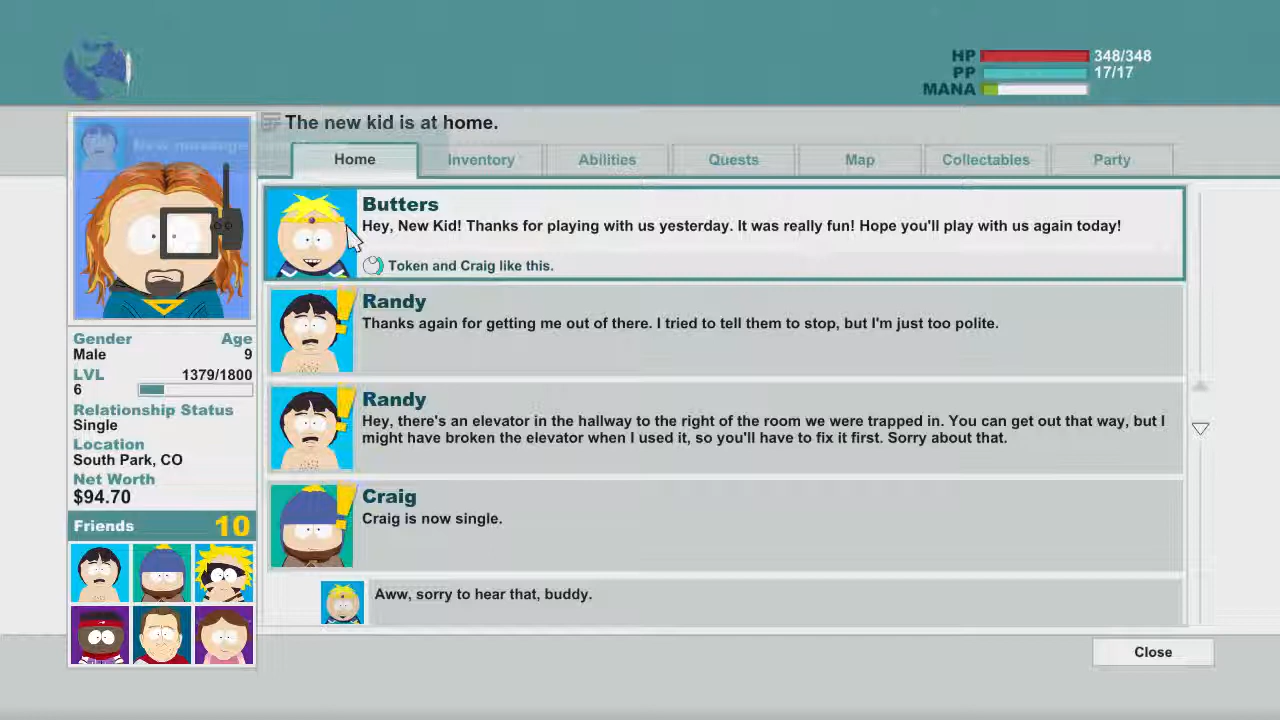 HP 348/348
PP 17/17
MANA
New message
The new kid is at home.
Home Inventory Abilities Quests Map Collectables Party
Butters
Hey, New Kid! Thanks for playing with us yesterday. It was really fun! Hope you'll play with us again today!
Token and Craig like this.
Randy
Thanks again for getting me out of there. I tried to tell them to stop, but I'm just too polite.
Randy
Hey, there's an elevator in the hallway to the right of the room we were trapped in. You can get out that way, but I
might have broken the elevator when I used it, so you'll have to fix it first. Sorry about that.
Craig
Craig is now single.
Aww, sorry to hear that, buddy.
Gender Age
Male 9
LVL 1379/1800
6
Relationship Status
Single
Location
South Park, CO
Net Worth
$94.70
Friends 10
Close